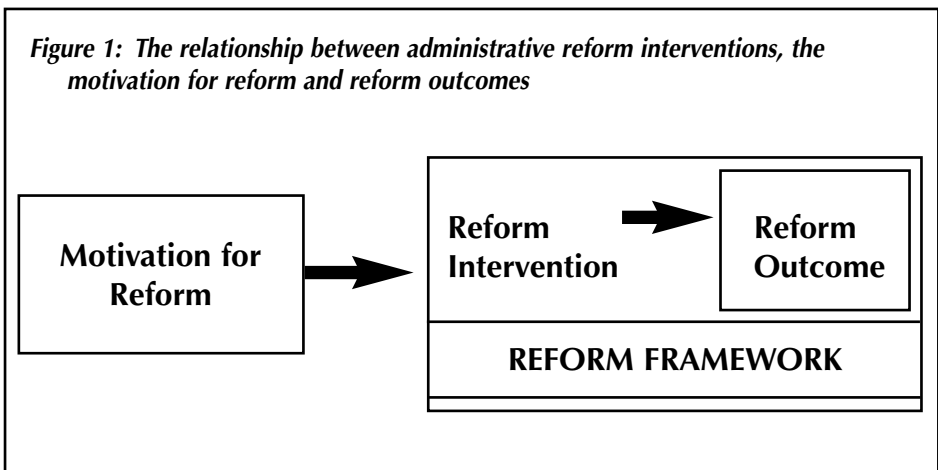 Figure 1: The relationship between administrative reform interventions, the
motivation for reform and reform outcomes
Motivation for
Reform
Reform
Intervention
Reform
Outcome
REFORM FRAMEWORK